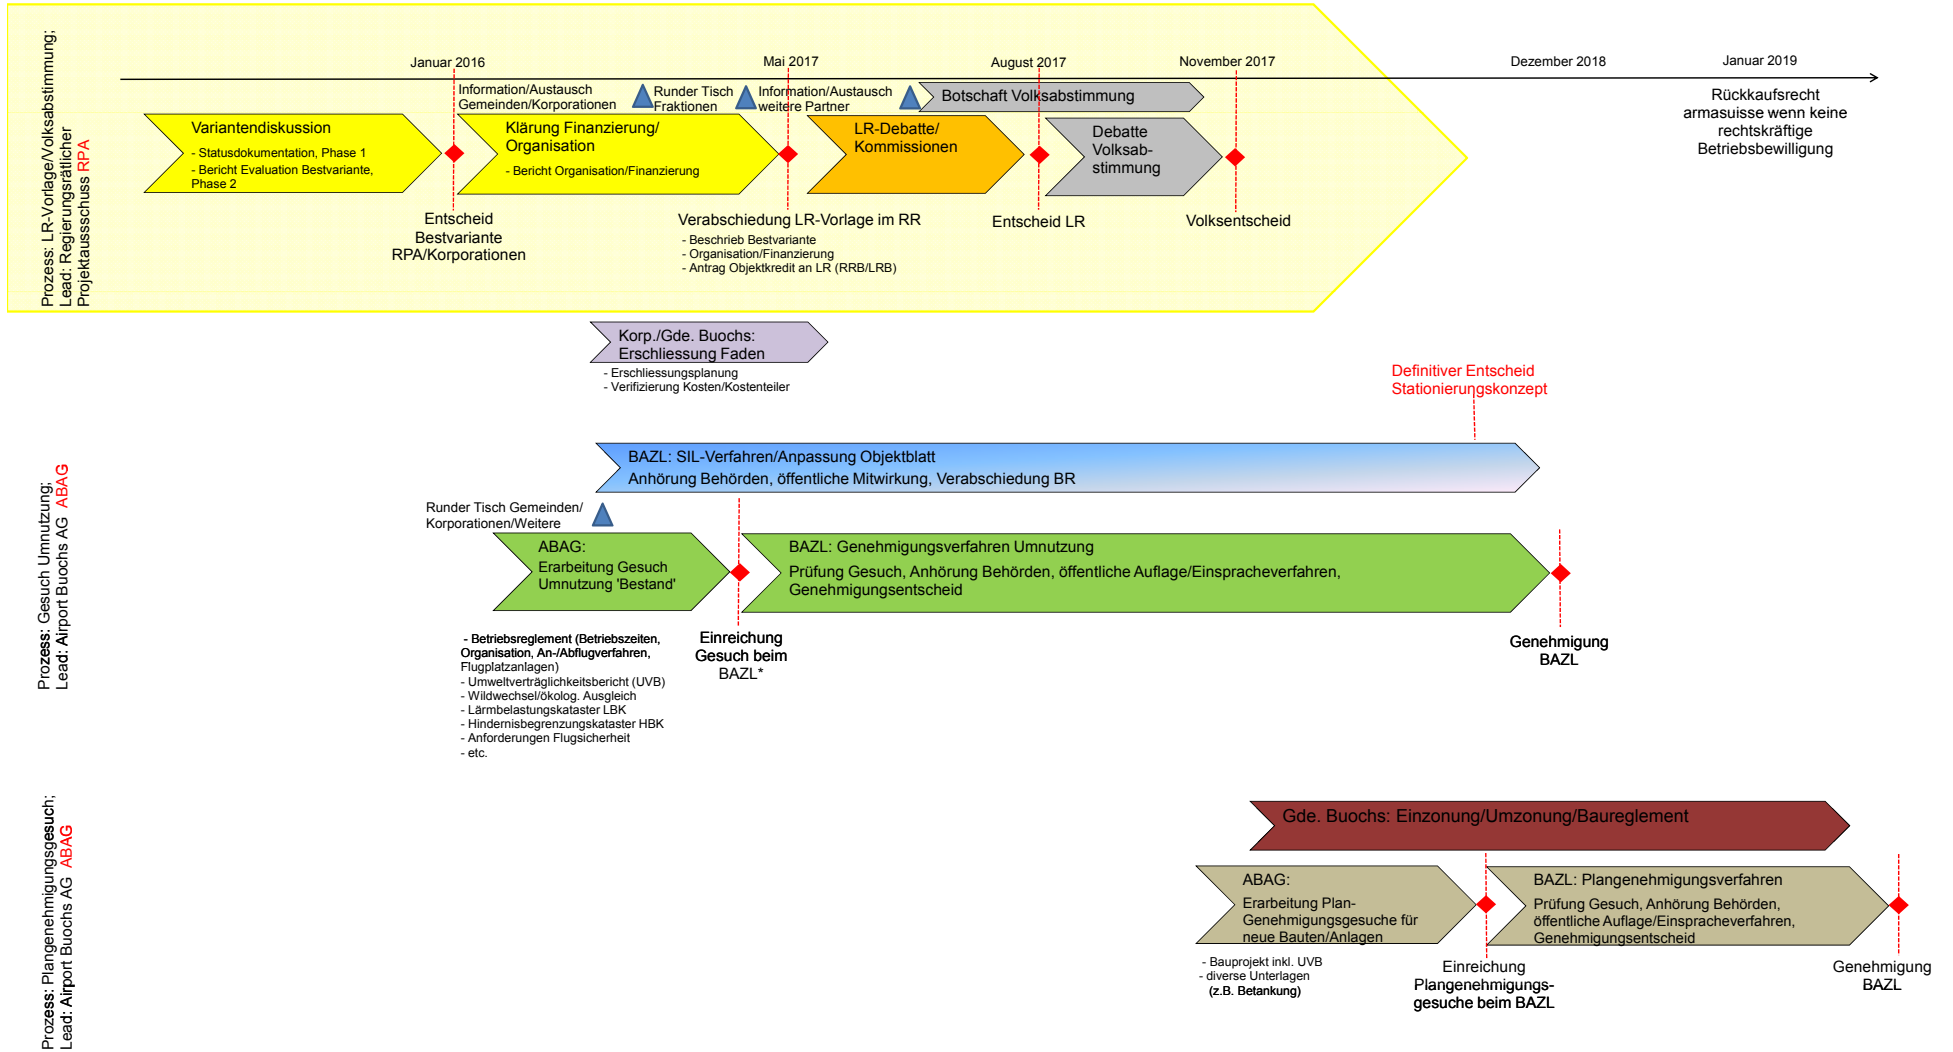 Prozess: LR-Vorlage/Volksabstimmung;
Lead: Regierungsrätlicher
Projektaussschuss RPA
Januar 2016
Mai 2017
August 2017
November 2017
Dezember 2018
Januar 2019
Information/Austausch
Gemeinden/Korporationen
Runder Tisch
Fraktionen
Information/Austausch
weitere Partner
Botschaft Volksabstimmung
Rückkaufsrecht
armasuisse wenn keine
rechtskräftige
Betriebsbewilligung
Variantendiskussion
- Statusdokumentation, Phase 1
- Bericht Evaluation Bestvariante,
Phase 2
Klärung Finanzierung/
Organisation
- Bericht Organisation/Finanzierung
LR-Debatte/
Kommissionen
Debatte
Volksab-
stimmung
Entscheid
Bestvariante
RPA/Korporationen
Verabschiedung LR-Vorlage im RR
- Beschrieb Bestvariante
- Organisation/Finanzierung
- Antrag Objektkredit an LR (RRB/LRB)
Entscheid LR
Volksentscheid
Korp./Gde. Buochs:
Erschliessung Faden
- Erschliessungsplanung
- Verifizierung Kosten/Kostenteiler
Definitiver Entscheid
Stationierungskonzept
Prozess: Gesuch Umnutzung;
Lead: Airport Buochs AG ABAG
BAZL: SIL-Verfahren/Anpassung Objektblatt
Anhörung Behörden, öffentliche Mitwirkung, Verabschiedung BR
Runder Tisch Gemeinden/
Korporationen/Weitere
ABAG:
Erarbeitung Gesuch
Umnutzung 'Bestand'
BAZL: Genehmigungsverfahren Umnutzung
Prüfung Gesuch, Anhörung Behörden, öffentliche Auflage/Einspracheverfahren,
Genehmigungsentscheid
- Betriebsreglement (Betriebszeiten,
Organisation, An-/Abflugverfahren,
Flugplatzanlagen)
- Umweltverträglichkeitsbericht (UVB)
- Wildwechsel/ökolog. Ausgleich
- Lärmbelastungskataster LBK
- Hindernisbegrenzungskataster HBK
- Anforderungen Flugsicherheit
- etc.
Einreichung
Gesuch beim
BAZL*
Genehmigung
BAZL
Prozess: Plangenehmigungsgesuch;
Lead: Airport Buochs AG ABAG
Gde. Buochs: Einzonung/Umzonung/Baureglement
ABAG:
Erarbeitung Plan-
Genehmigungsgesuche für
neue Bauten/Anlagen
BAZL: Plangenehmigungsverfahren
Prüfung Gesuch, Anhörung Behörden,
öffentliche Auflage/Einspracheverfahren,
Genehmigungsentscheid
- Bauprojekt inkl. UVB
- diverse Unterlagen
(z.B. Betankung)
Einreichung
Plangenehmigungs-
gesuche beim BAZL
Genehmigung
BAZL